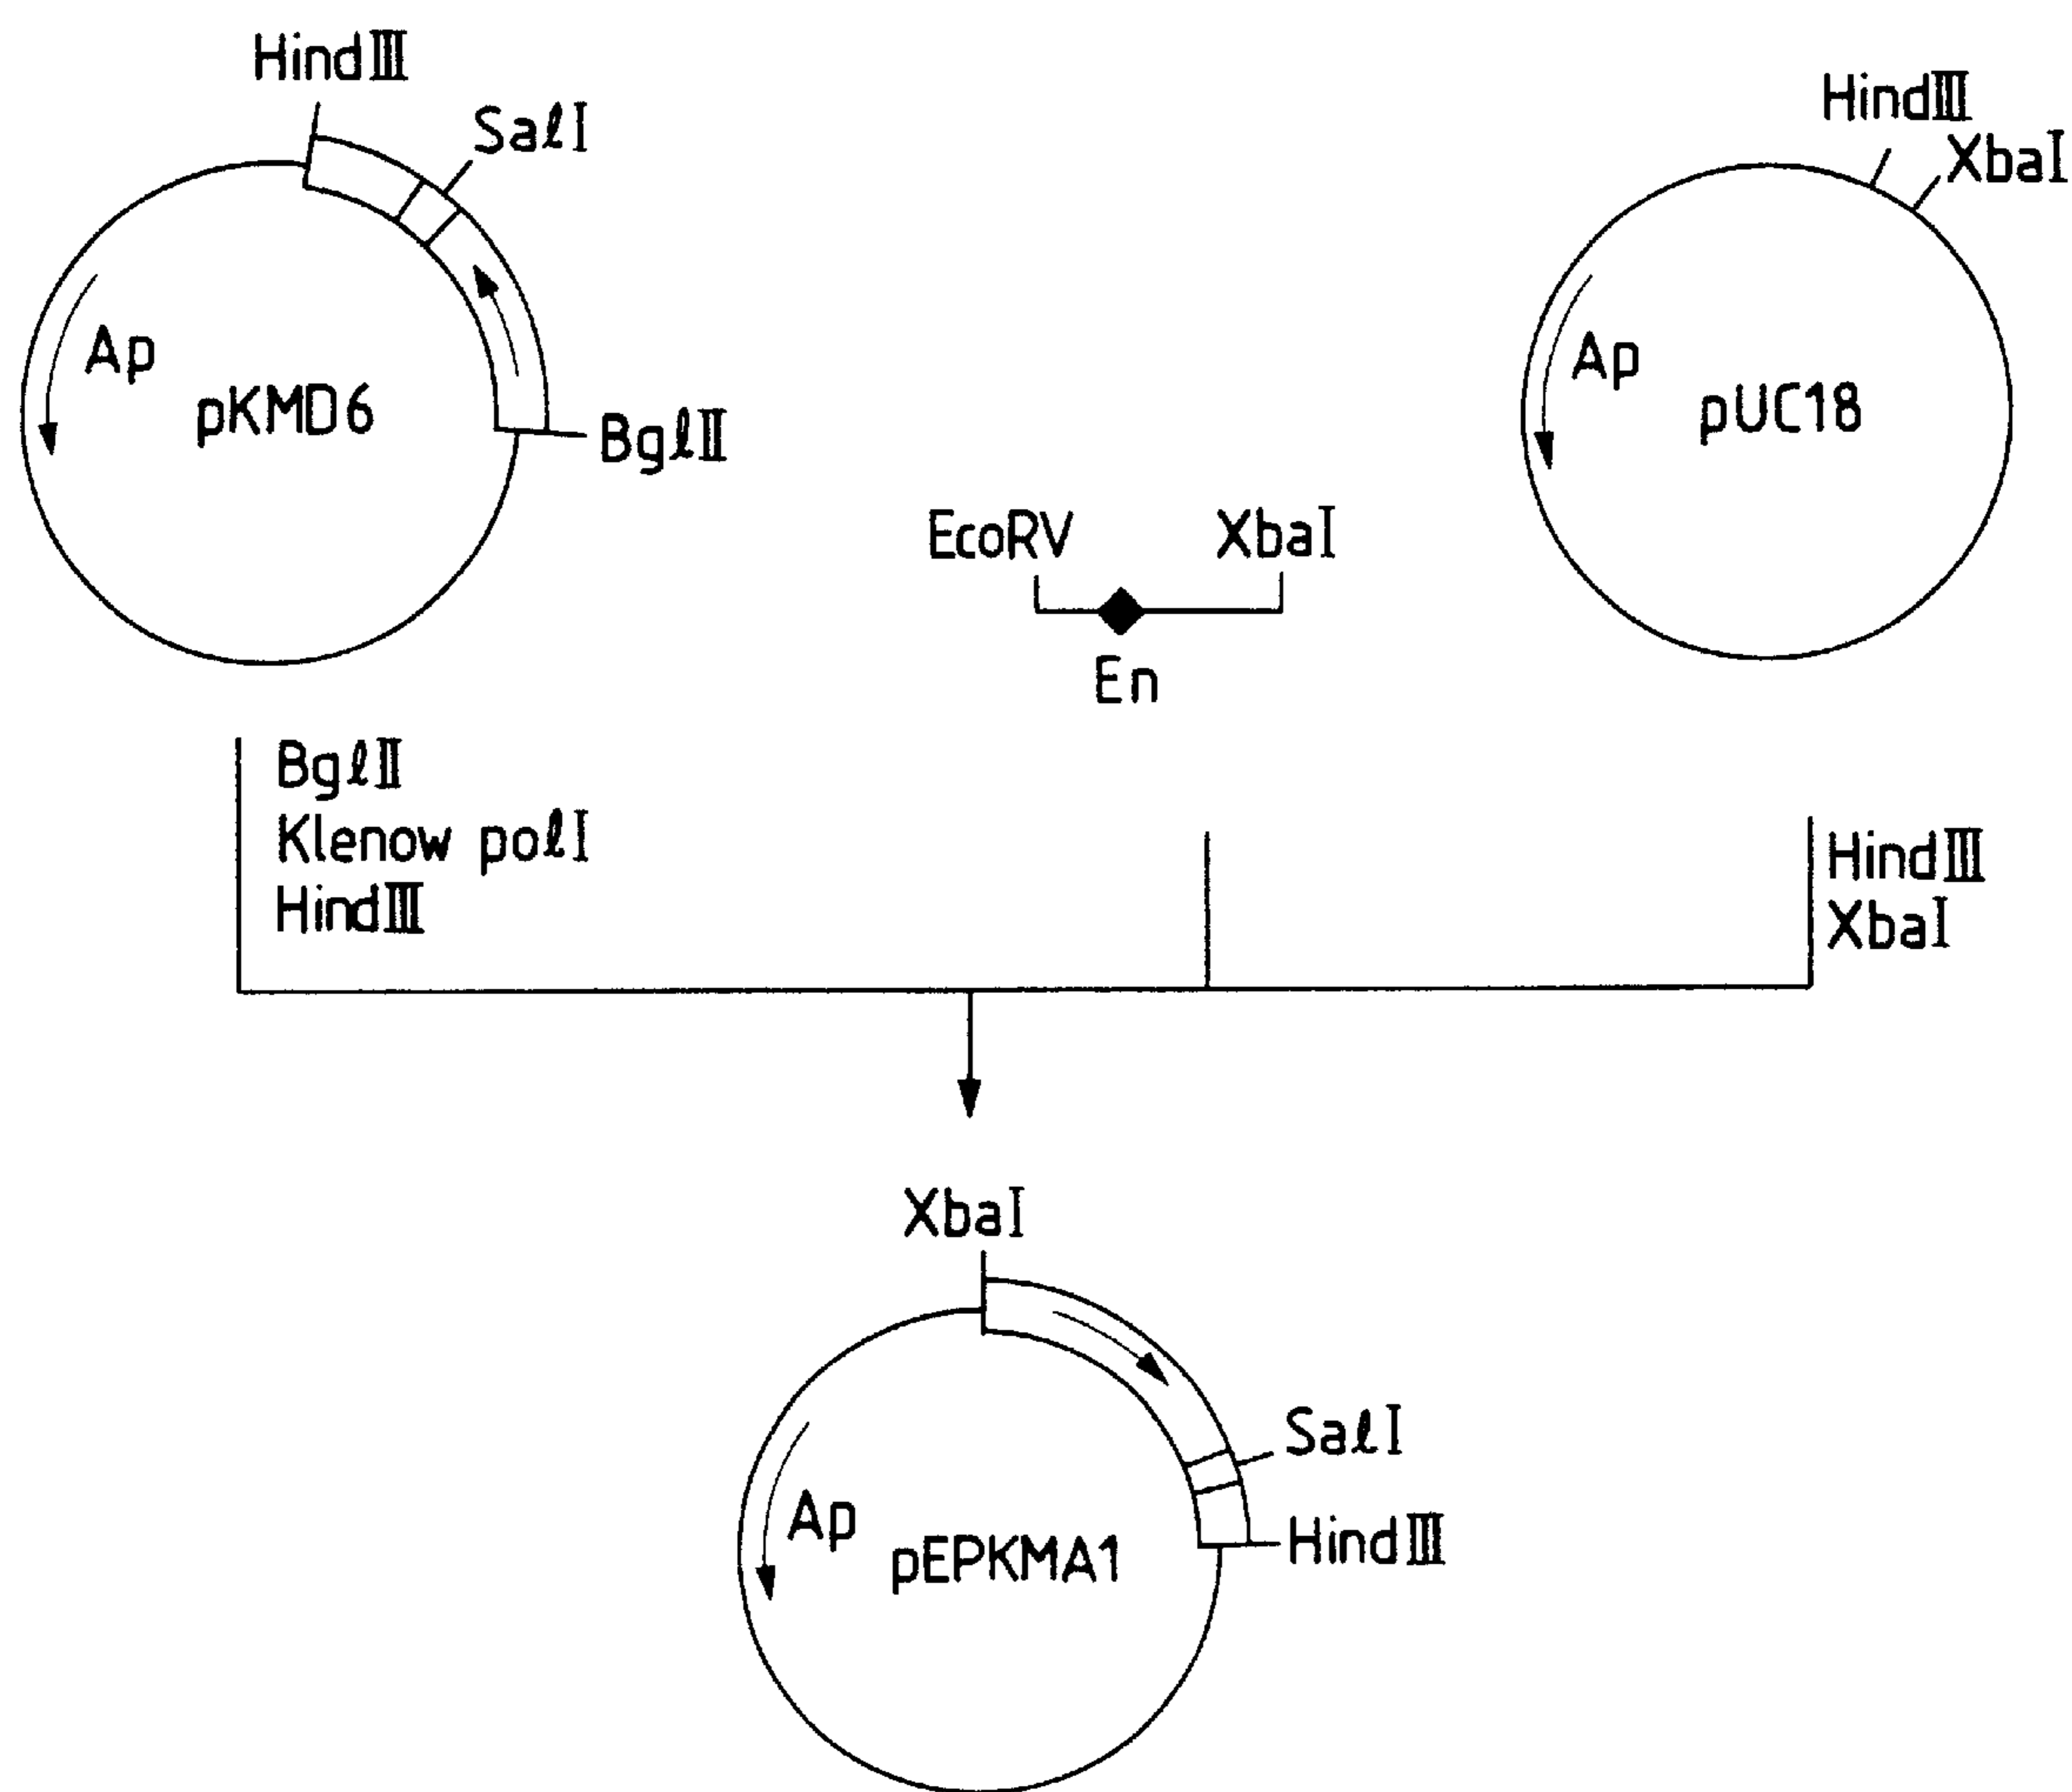 HindⅢ
SalI
Ap
pKMD6
BglII
HindⅢ
XbaI
Ap
pUC18
EcoRV
XbaI
En
BglII
Klenow polI
HindⅢ
HindⅢ
XbaI
XbaI
SalI
Ap
pEPKMA1
HindⅢ